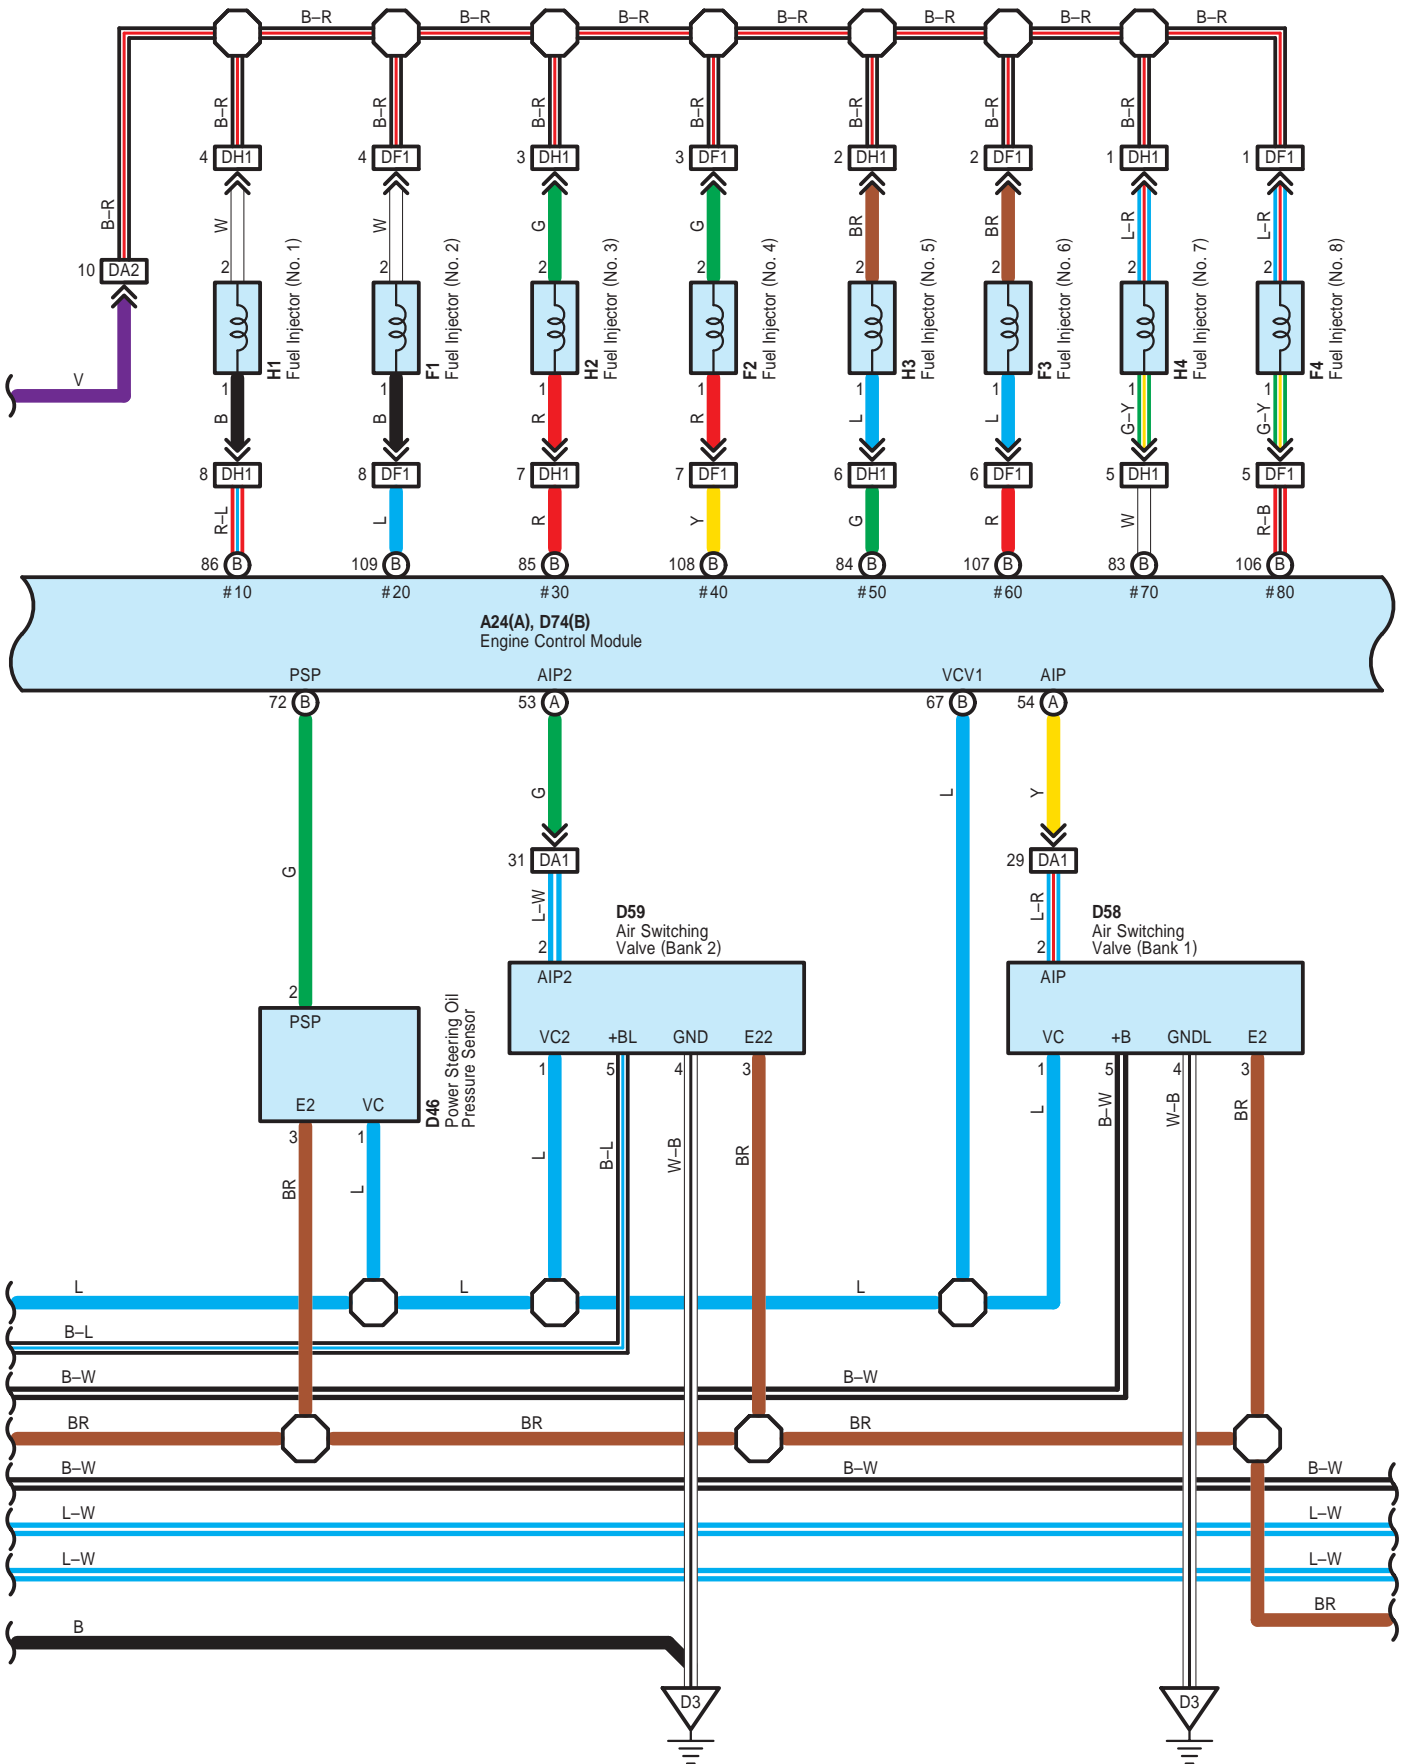 B–R B–R B–R B–R B–R B–R B–R
B–R B–R B–R B–R B–R B–R B–R B–R
4 DH1 4 DF1 3 DH1 3 DF1 2 DH1 2 DF1 1 DH1 1 DF1
B–R
W W G G BR BR L–R L–R
10 DA2
2 2 2 2 2 2 2 2
H1
Fuel Injector (No. 1)
F1
Fuel Injector (No. 2)
H2
Fuel Injector (No. 3)
F2
Fuel Injector (No. 4)
H3
Fuel Injector (No. 5)
F3
Fuel Injector (No. 6)
H4
Fuel Injector (No. 7)
F4
Fuel Injector (No. 8)
V
1 1 1 1 1 1 1 1
B B R R L L G–Y G–Y
8 DH1 8 DF1 7 DH1 7 DF1 6 DH1 6 DF1 5 DH1 5 DF1
R–L L R Y G R W R–B
86 B 109 B 85 B 108 B 84 B 107 B 83 B 106 B
#10 #20 #30 #40 #50 #60 #70 #80
A24(A), D74(B)
Engine Control Module
PSP AIP2 VCV1 AIP
72 B 53 A 67 B 54 A
G L Y
G
31 DA1 29 DA1
L–W L–R
D59
Air Switching
Valve (Bank 2)
D58
Air Switching
Valve (Bank 1)
2 2
AIP2 AIP
2
PSP
VC2 +BL GND E22 VC +B GNDL E2
1 5 4 3 1 5 4 3
D46
Power Steering Oil
Pressure Sensor
E2 VC
3 1
L B–W W–B BR
L B–L W–B BR
BR L
L L L
B–L
B–W B–W
BR BR BR
B–W B–W B–W
L–W L–W
L–W L–W
BR
B
D3 D3